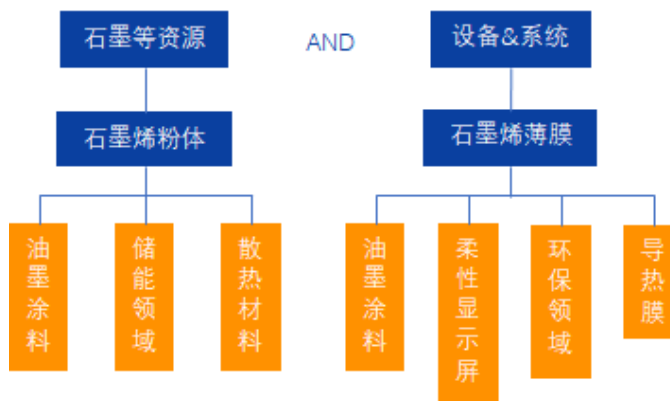 石墨等资源
AND
设备&系统
石墨烯粉体
石墨烯薄膜
油墨涂料
储能领域
散热材料
油墨涂料
柔性显示屏
环保领域
导热膜